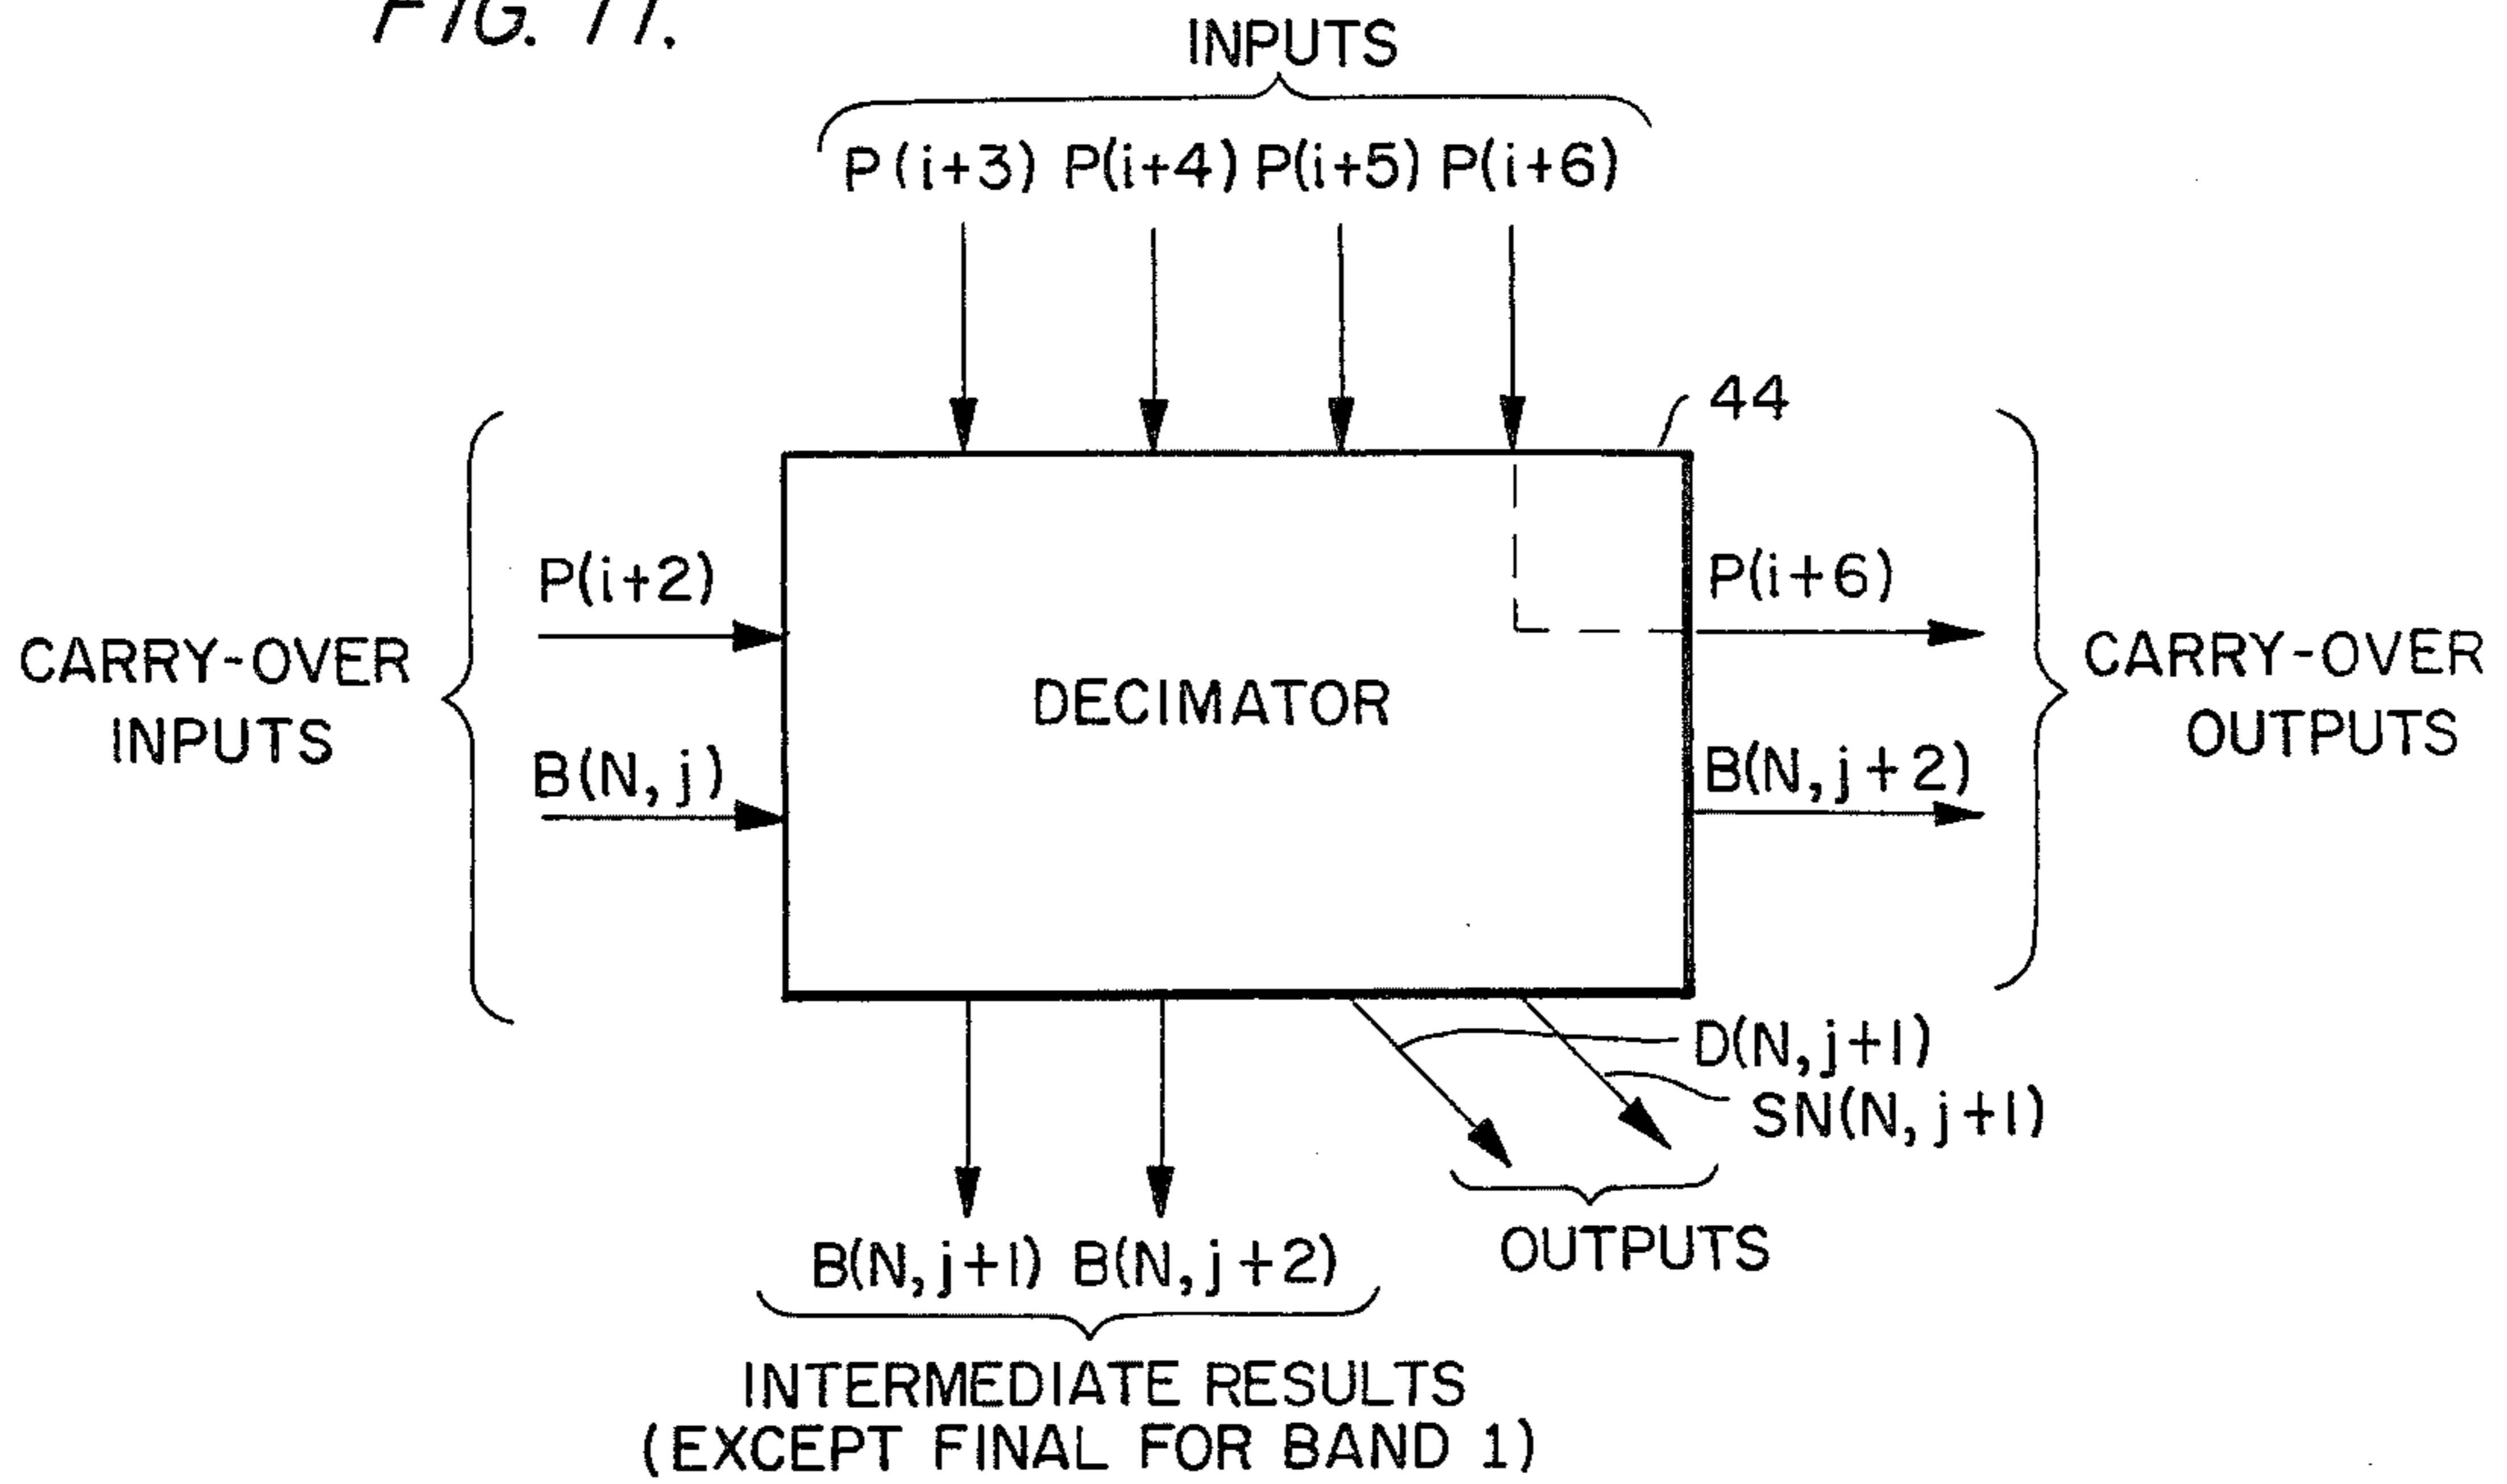 FIG. 11.
INPUTS
P(i+3) P(i+4) P(i+5) P(i+6)
44
P(i+2)
P(i+6)
CARRY-OVER
INPUTS
DECIMATOR
CARRY-OVER
OUTPUTS
B(N,j)
B(N,j+2)
D(N,j+1)
SN(N,j+1)
OUTPUTS
B(N,j+1) B(N,j+2)
INTERMEDIATE RESULTS
(EXCEPT FINAL FOR BAND 1)